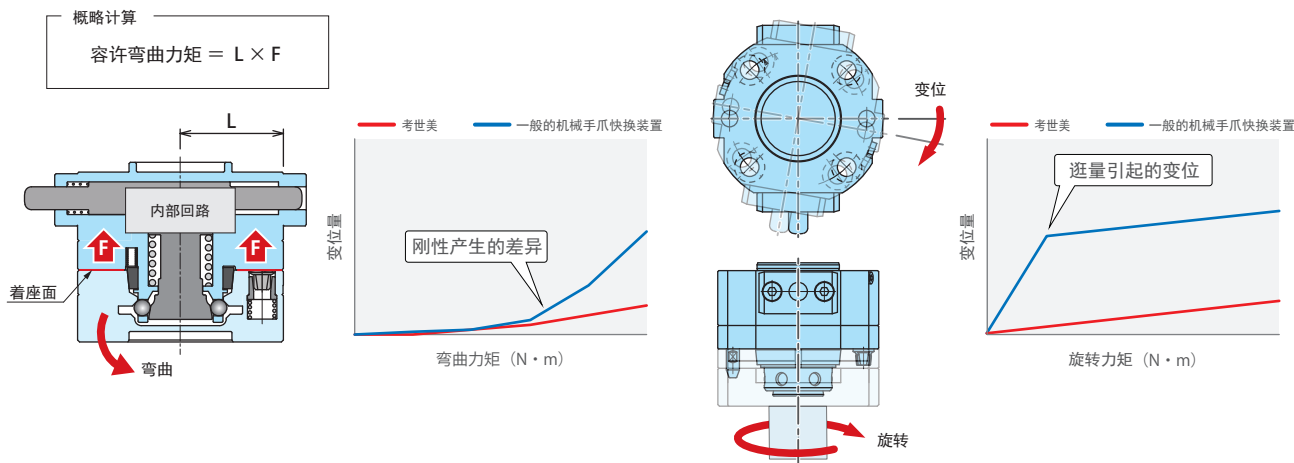 概略计算
容许弯曲力矩 = L × F
L
内部回路
F
F
着座面
弯曲
考世美
一般的机械手爪快换装置
变位量
刚性产生的差异
弯曲力矩（N・m）
变位
旋转
考世美
一般的机械手爪快换装置
变位量
逛量引起的变位
旋转力矩（N・m）